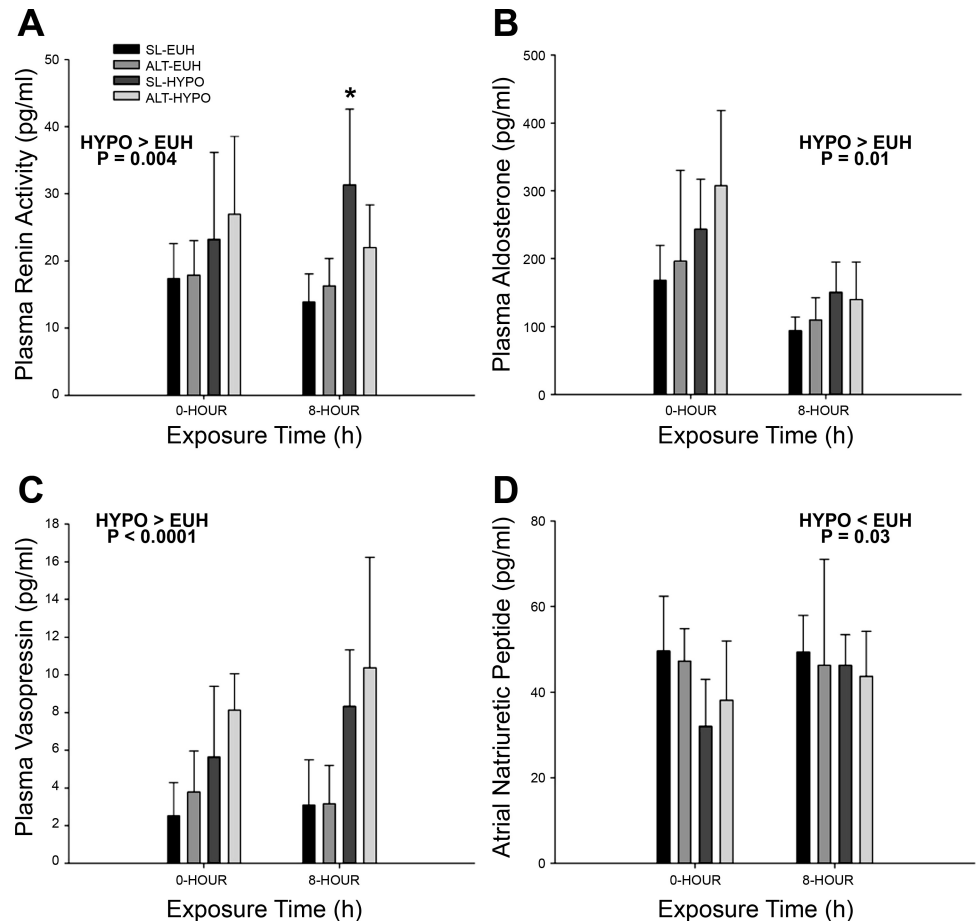 A
Plasma Renin Activity (pg/ml)
50
40
30
20
10
0
SL-EUH
ALT-EUH
SL-HYPO
ALT-HYPO
HYPO > EUH
P = 0.004
*
0-HOUR
8-HOUR
Exposure Time (h)
B
Plasma Aldosterone (pg/ml)
500
400
300
200
100
0
HYPO > EUH
P = 0.01
0-HOUR
8-HOUR
Exposure Time (h)
C
Plasma Vasopressin (pg/ml)
18
16
14
12
10
8
6
4
2
0
HYPO > EUH
P < 0.0001
0-HOUR
8-HOUR
Exposure Time (h)
D
Atrial Natriuretic Peptide (pg/ml)
80
60
40
20
0
HYPO < EUH
P = 0.03
0-HOUR
8-HOUR
Exposure Time (h)